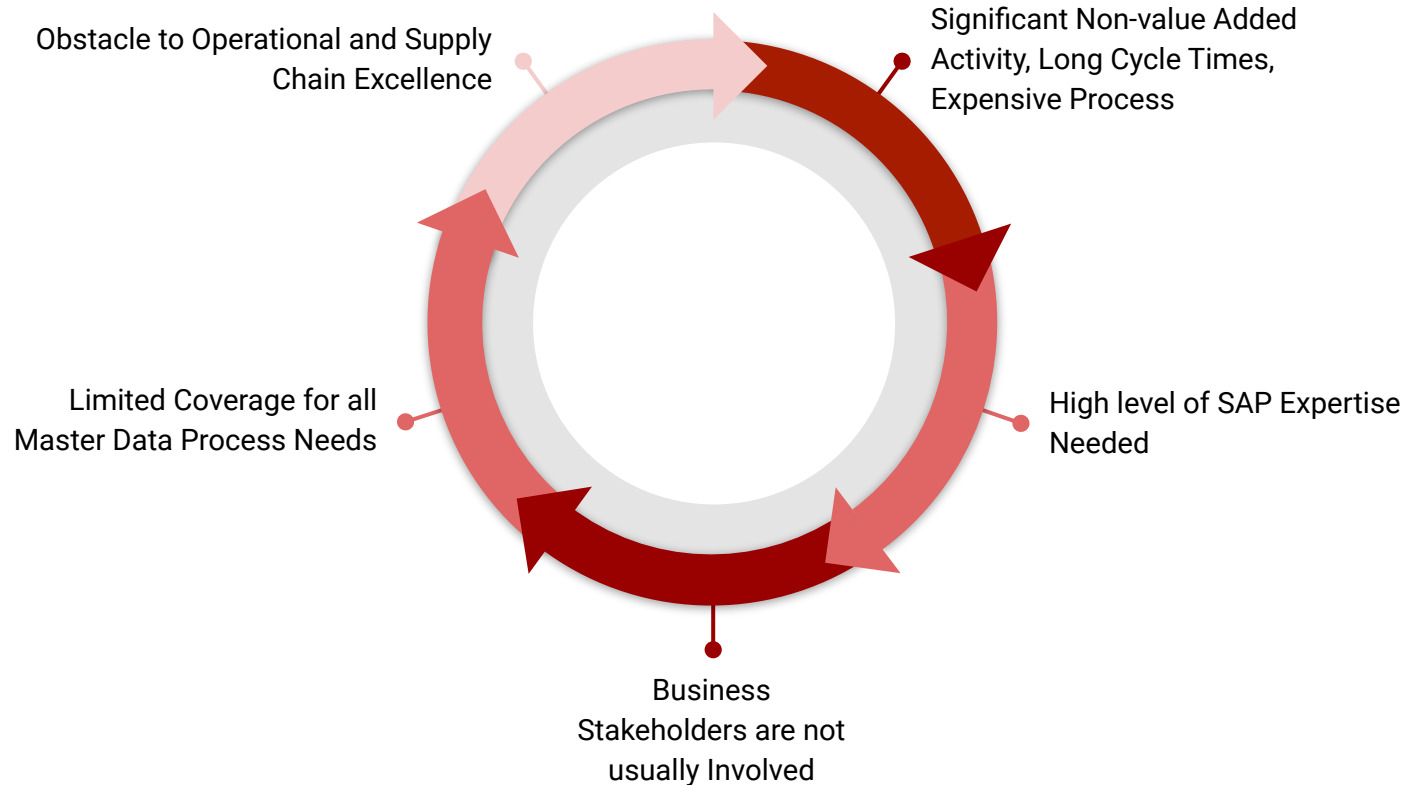 Obstacle to Operational and Supply
Chain Excellence
Significant Non-value Added
Activity, Long Cycle Times,
Expensive Process
High level of SAP Expertise
Needed
Business
Stakeholders are not
usually Involved
Limited Coverage for all
Master Data Process Needs